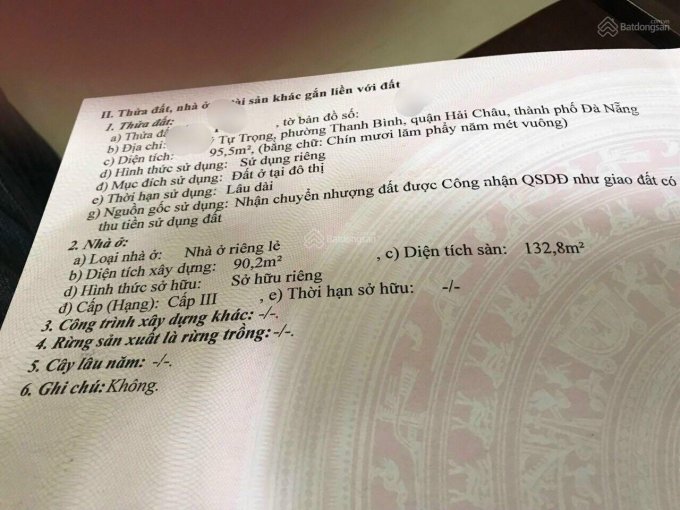 Batdongsan
.com.vn
II. Thửa đất, nhà ở tài sản khác gắn liền với đất
1. Thửa đất:
a) Thửa đất , tờ bản đồ số:
b) Địa chỉ: Tự Trọng, phường Thanh Bình, quận Hải Châu, thành phố Đà Nẵng
c) Diện tích: 95,5m², (bằng chữ: Chín mươi lăm phẩy năm mét vuông)
d) Hình thức sử dụng: Sử dụng riêng
đ) Mục đích sử dụng: Đất ở tại đô thị
e) Thời hạn sử dụng: Lâu dài
g) Nguồn gốc sử dụng: Nhận chuyển nhượng đất được Công nhận QSDĐ như giao đất có
thu tiền sử dụng đất
2. Nhà ở:
a) Loại nhà ở: Nhà ở riêng lẻ
b) Diện tích xây dựng: 90,2m² , c) Diện tích sàn: 132,8m²
d) Hình thức sở hữu: Sở hữu riêng
đ) Cấp (Hạng): Cấp III , e) Thời hạn sở hữu: -/-
3. Công trình xây dựng khác: -/-.
4. Rừng sản xuất là rừng trồng: -/-.
5. Cây lâu năm: -/-.
6. Ghi chú: Không.
Batdongsan